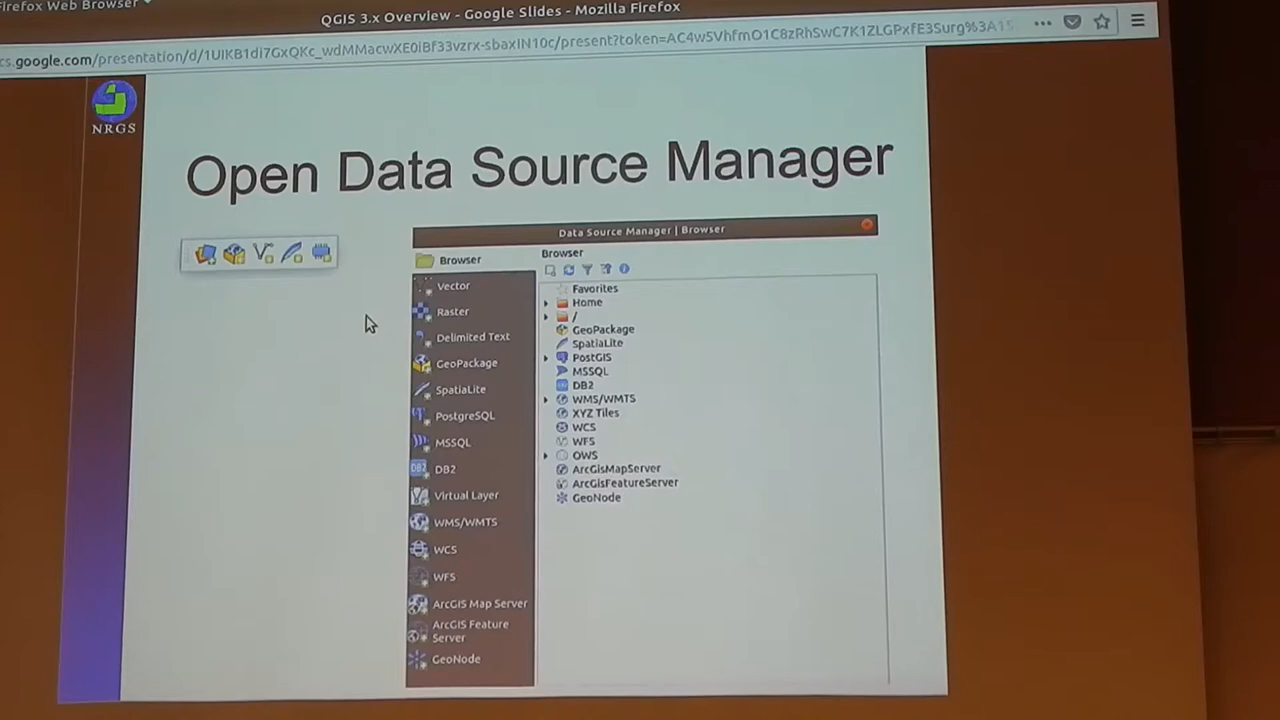 Firefox Web Browser
QGIS 3.x Overview - Google Slides - Mozilla Firefox
NRGS
Open Data Source Manager
Data Source Manager | Browser
Browser
Vector
Raster
Delimited Text
GeoPackage
SpatiaLite
PostgreSQL
MSSQL
DB2
DB2
Virtual Layer
WMS/WMTS
WCS
WFS
ArcGIS Map Server
ArcGIS Feature
Server
GeoNode
Browser
Favorites
Home
/
GeoPackage
SpatiaLite
PostGIS
MSSQL
DB2
WMS/WMTS
XYZ Tiles
WCS
WFS
OWS
ArcGisMapServer
ArcGisFeatureServer
GeoNode